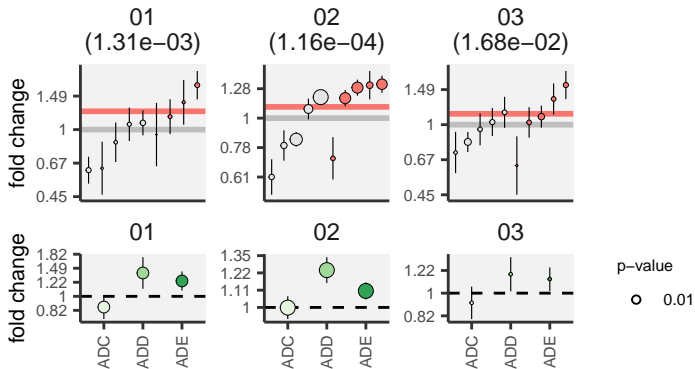 01 02 03
(1.31e−03) (1.16e−04) (1.68e−02)
fold change
1.49
1
0.67
0.45
1.28
1
0.78
0.61
1.49
1
0.67
0.45
01 02 03
fold change
1.82
1.49
1.22
1
0.82
1.35
1.22
1.11
1
1.22
1
0.82
ADC ADD ADE
ADC ADD ADE
ADC ADD ADE
p−value
0.01